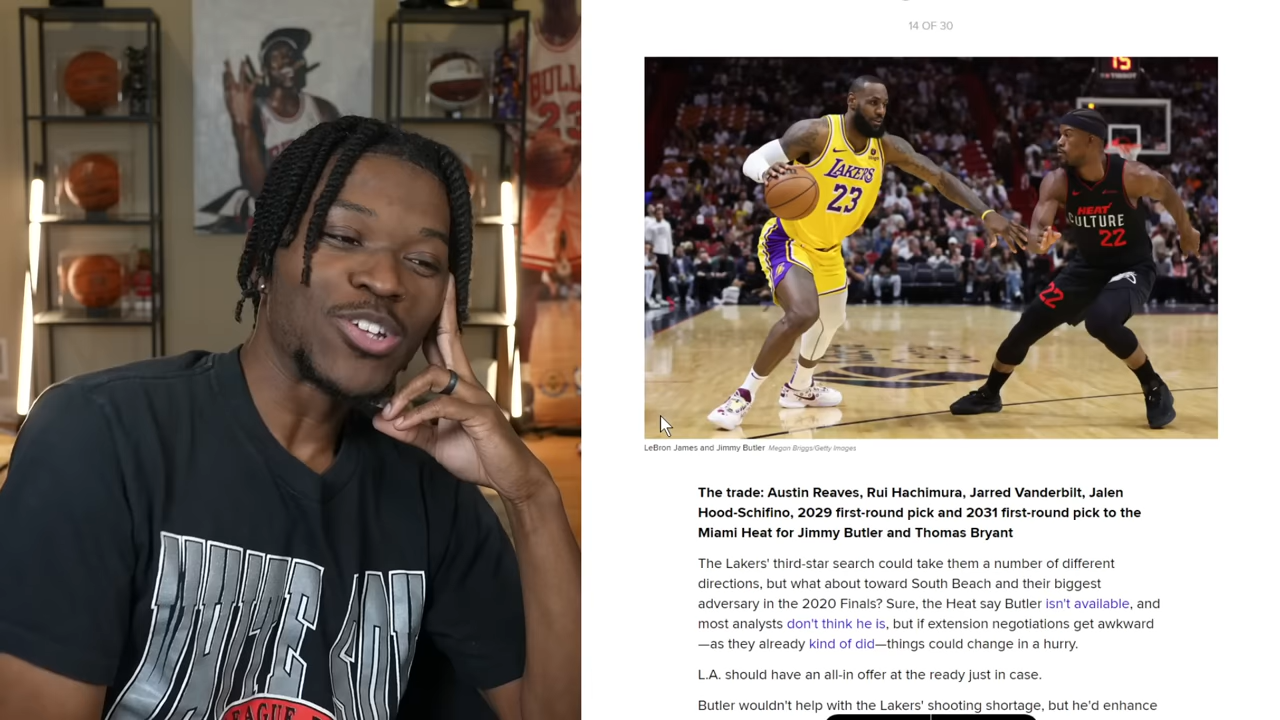 14 OF 30
BULLS
23
15
TISSOT
LAKERS
23
HEAT
CULTURE
22
22
LeBron James and Jimmy Butler Megan Briggs/Getty Images
The trade: Austin Reaves, Rui Hachimura, Jarred Vanderbilt, Jalen
Hood-Schifino, 2029 first-round pick and 2031 first-round pick to the
Miami Heat for Jimmy Butler and Thomas Bryant
The Lakers' third-star search could take them a number of different
directions, but what about toward South Beach and their biggest
adversary in the 2020 Finals? Sure, the Heat say Butler isn't available, and
most analysts don't think he is, but if extension negotiations get awkward
—as they already kind of did—things could change in a hurry.
L.A. should have an all-in offer at the ready just in case.
Butler wouldn't help with the Lakers' shooting shortage, but he'd enhance